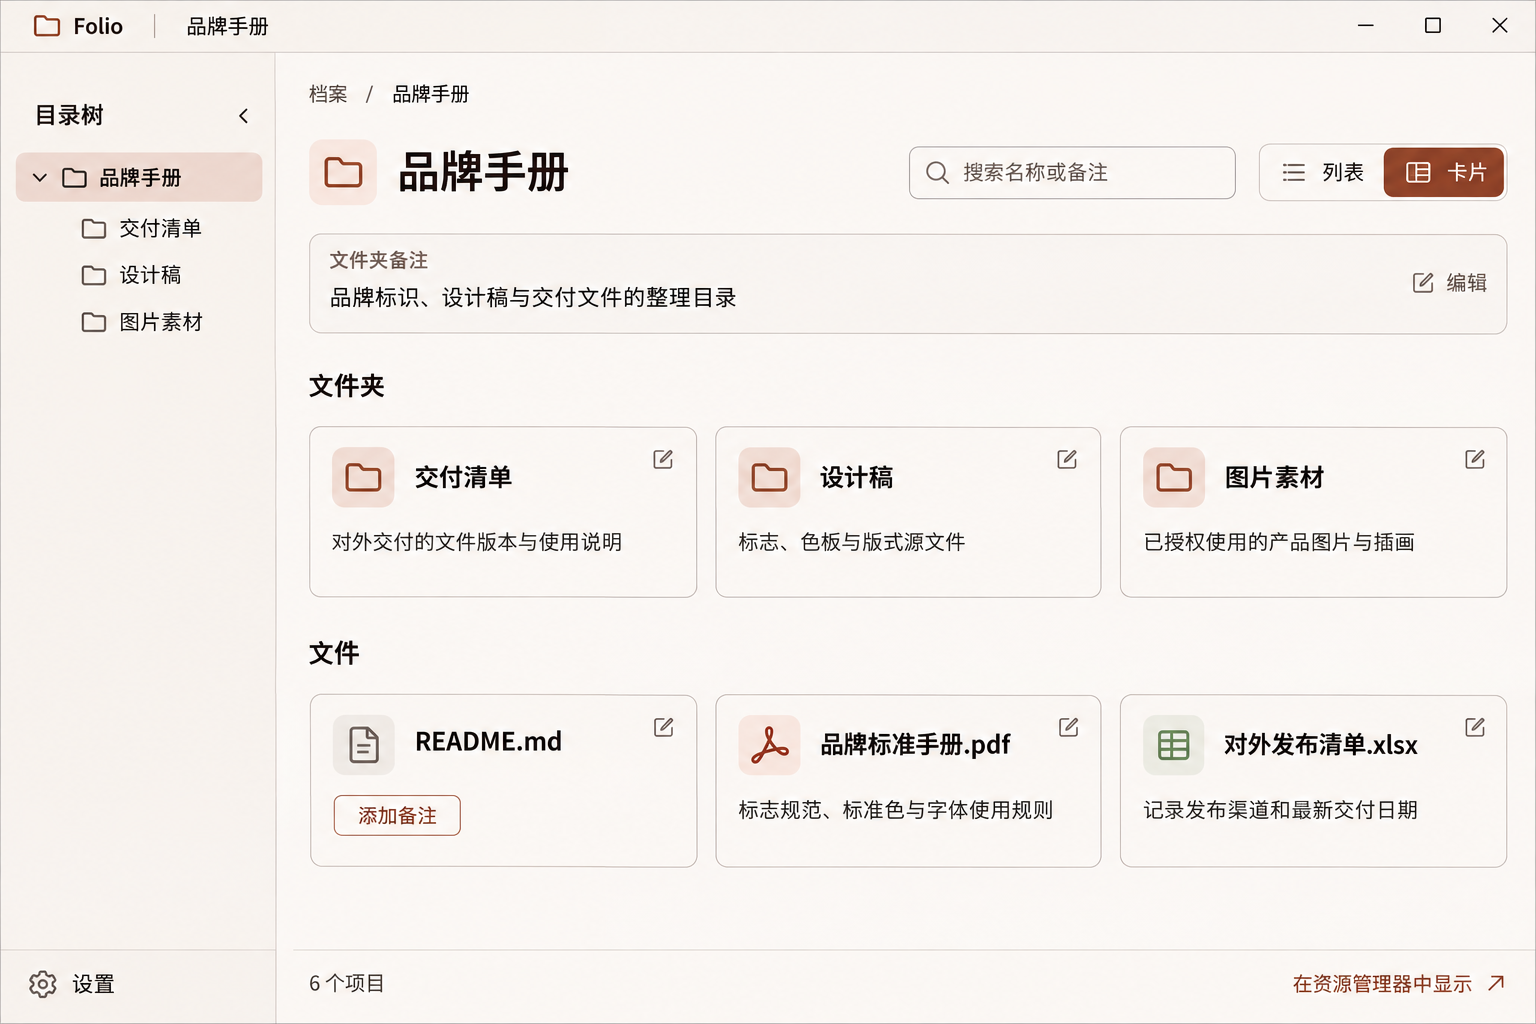 Folio
品牌手册
目录树
品牌手册
交付清单
设计稿
图片素材
设置
档案 / 品牌手册
品牌手册
搜索名称或备注
列表
卡片
文件夹备注
品牌标识、设计稿与交付文件的整理目录
编辑
文件夹
交付清单
对外交付的文件版本与使用说明
设计稿
标志、色板与版式源文件
图片素材
已授权使用的产品图片与插画
文件
README.md
添加备注
品牌标准手册.pdf
标志规范、标准色与字体使用规则
对外发布清单.xlsx
记录发布渠道和最新交付日期
6 个项目
在资源管理器中显示